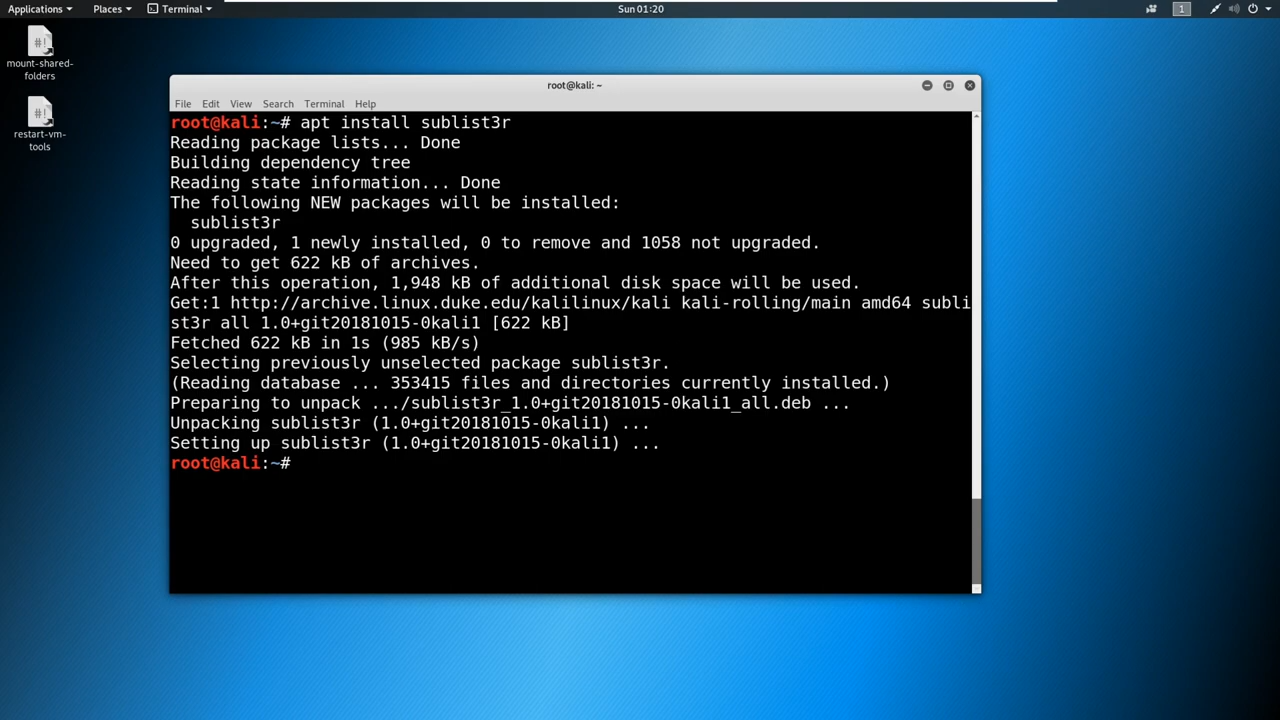 Applications Places Terminal Sun 01:20 1
#!
mount-shared-
folders
#!
restart-vm-
tools
root@kali: ~
File Edit View Search Terminal Help
root@kali:~# apt install sublist3r
Reading package lists... Done
Building dependency tree
Reading state information... Done
The following NEW packages will be installed:
  sublist3r
0 upgraded, 1 newly installed, 0 to remove and 1058 not upgraded.
Need to get 622 kB of archives.
After this operation, 1,948 kB of additional disk space will be used.
Get:1 http://archive.linux.duke.edu/kalilinux/kali kali-rolling/main amd64 subli
st3r all 1.0+git20181015-0kali1 [622 kB]
Fetched 622 kB in 1s (985 kB/s)
Selecting previously unselected package sublist3r.
(Reading database ... 353415 files and directories currently installed.)
Preparing to unpack .../sublist3r_1.0+git20181015-0kali1_all.deb ...
Unpacking sublist3r (1.0+git20181015-0kali1) ...
Setting up sublist3r (1.0+git20181015-0kali1) ...
root@kali:~#